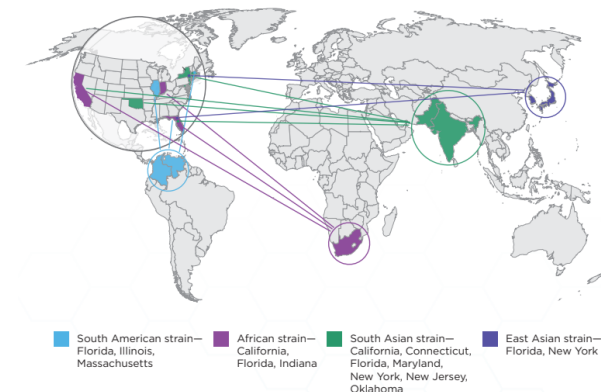 South American strain—
Florida, Illinois,
Massachusetts
African strain—
California,
Florida, Indiana
South Asian strain—
California, Connecticut,
Florida, Maryland,
New York, New Jersey,
Oklahoma
East Asian strain—
Florida, New York